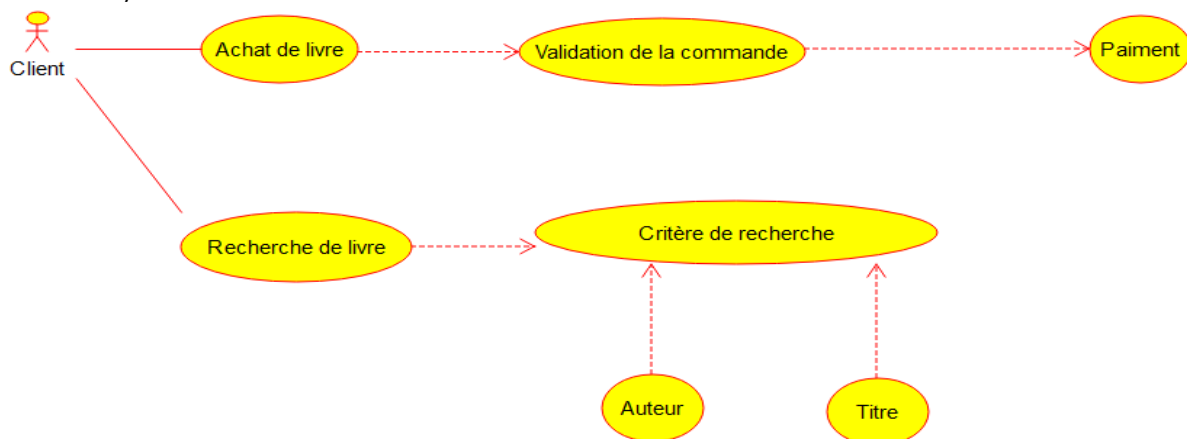 Achat de livre
Validation de la commande
Paiment
Client
Recherche de livre
Critère de recherche
Auteur
Titre